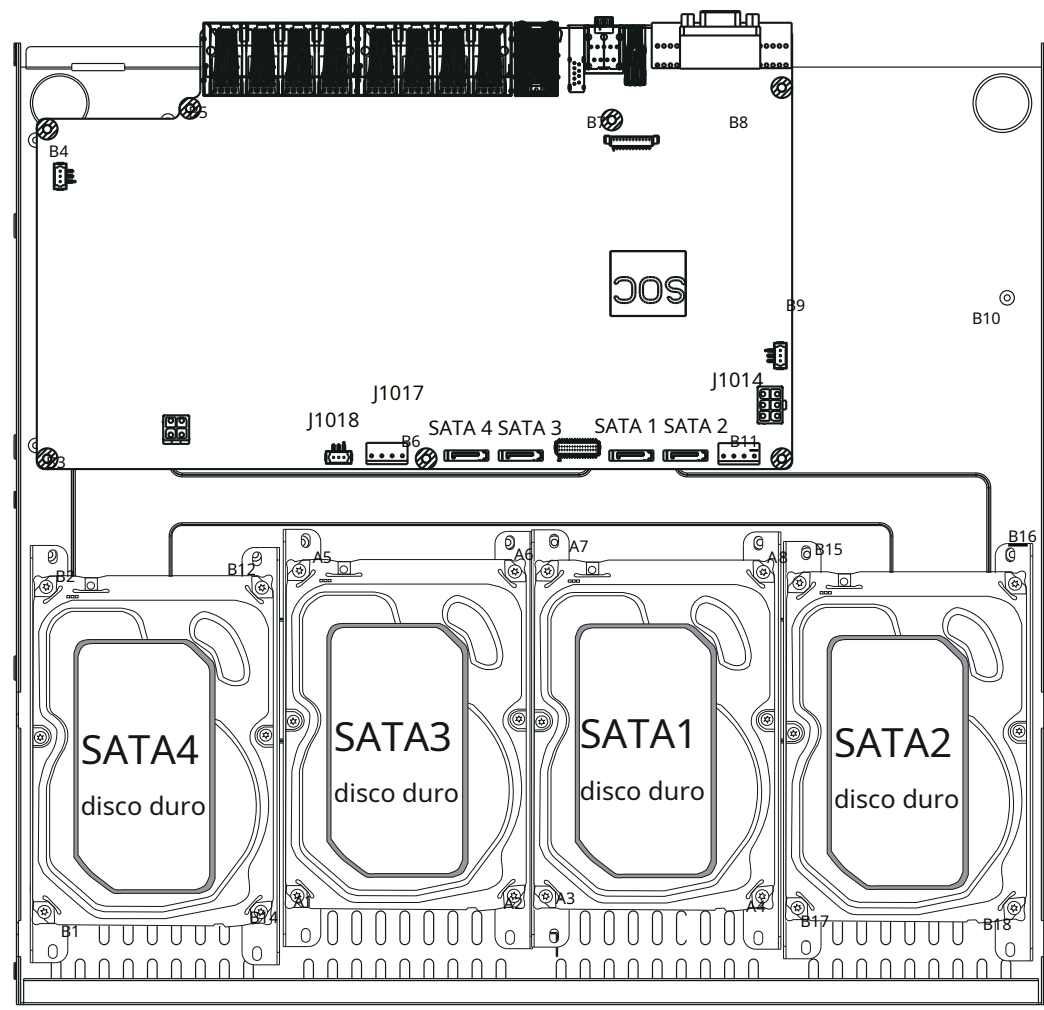 B5
B7
B8
B4
SOC
B9
B10
J1017
J1014
J1018
SATA 4 SATA 3
SATA 1 SATA 2
B6
B11
B3
B16
A5
A6
A7
A8
B15
B2
B12
SATA4
disco duro
SATA3
disco duro
SATA1
disco duro
SATA2
disco duro
A1
A2
A3
A4
B14
B1
B17
B18